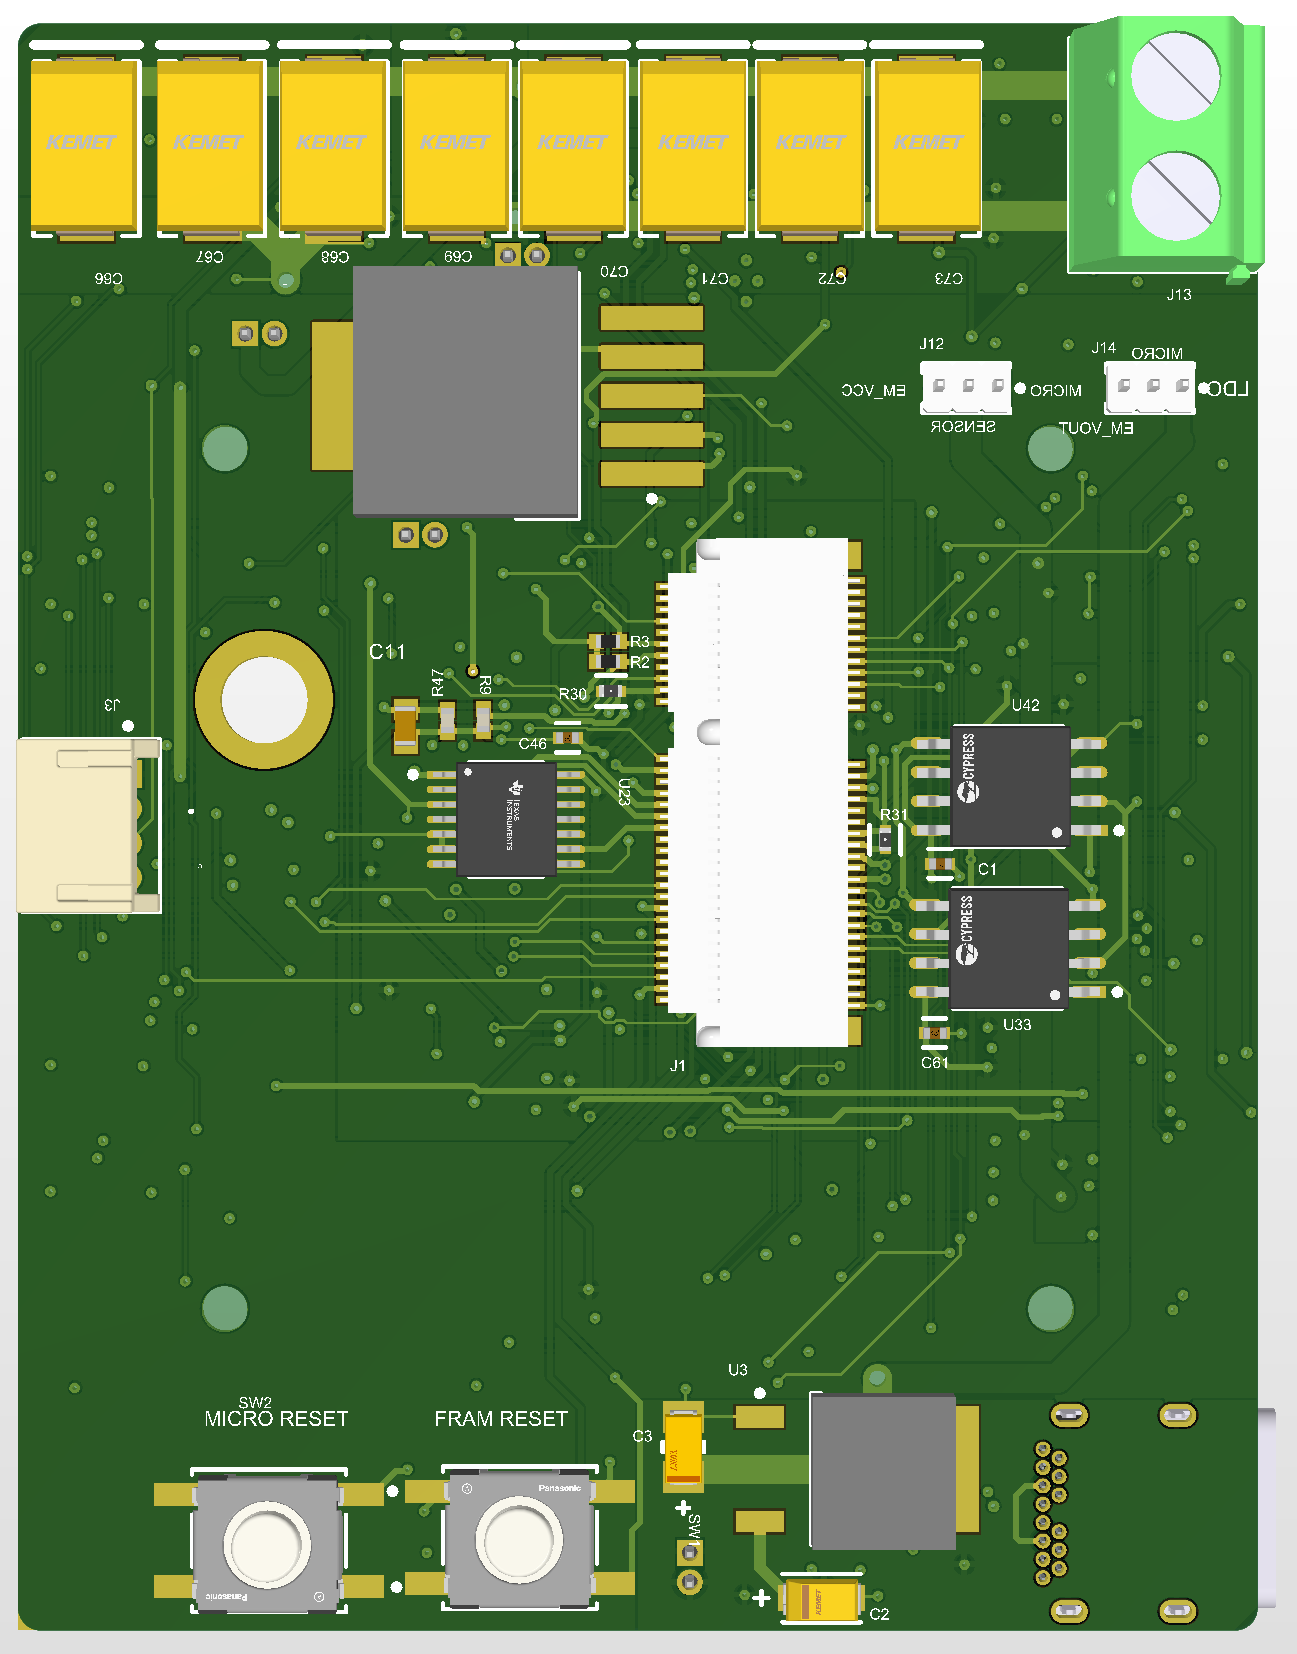 KEMET KEMET KEMET KEMET KEMET KEMET KEMET KEMET
C66 C67 C68 C69 C70 C71 C72 C73
J13
J12
J14
MICRO
EM_VCC
MICRO
LDO
SENSOR
EM_VOUT
R3
R2
C11
R47
R9
R30
J3
C46
U42
U23
TEXAS
INSTRUMENTS
CYPRESS
R31
C1
CYPRESS
U33
C61
J1
U3
SW2
MICRO RESET
FRAM RESET
C3
KEMET
Panasonic
+
SW1
Panasonic
+
KEMET
C2